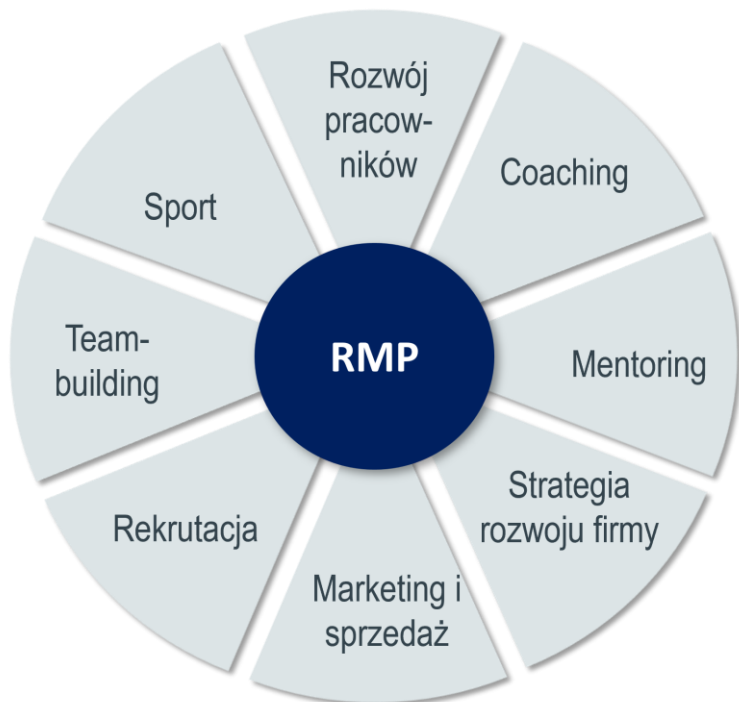 Rozwój
pracow-
ników
Coaching
Mentoring
Strategia
rozwoju firmy
Marketing i
sprzedaż
Rekrutacja
Team-
building
Sport
RMP